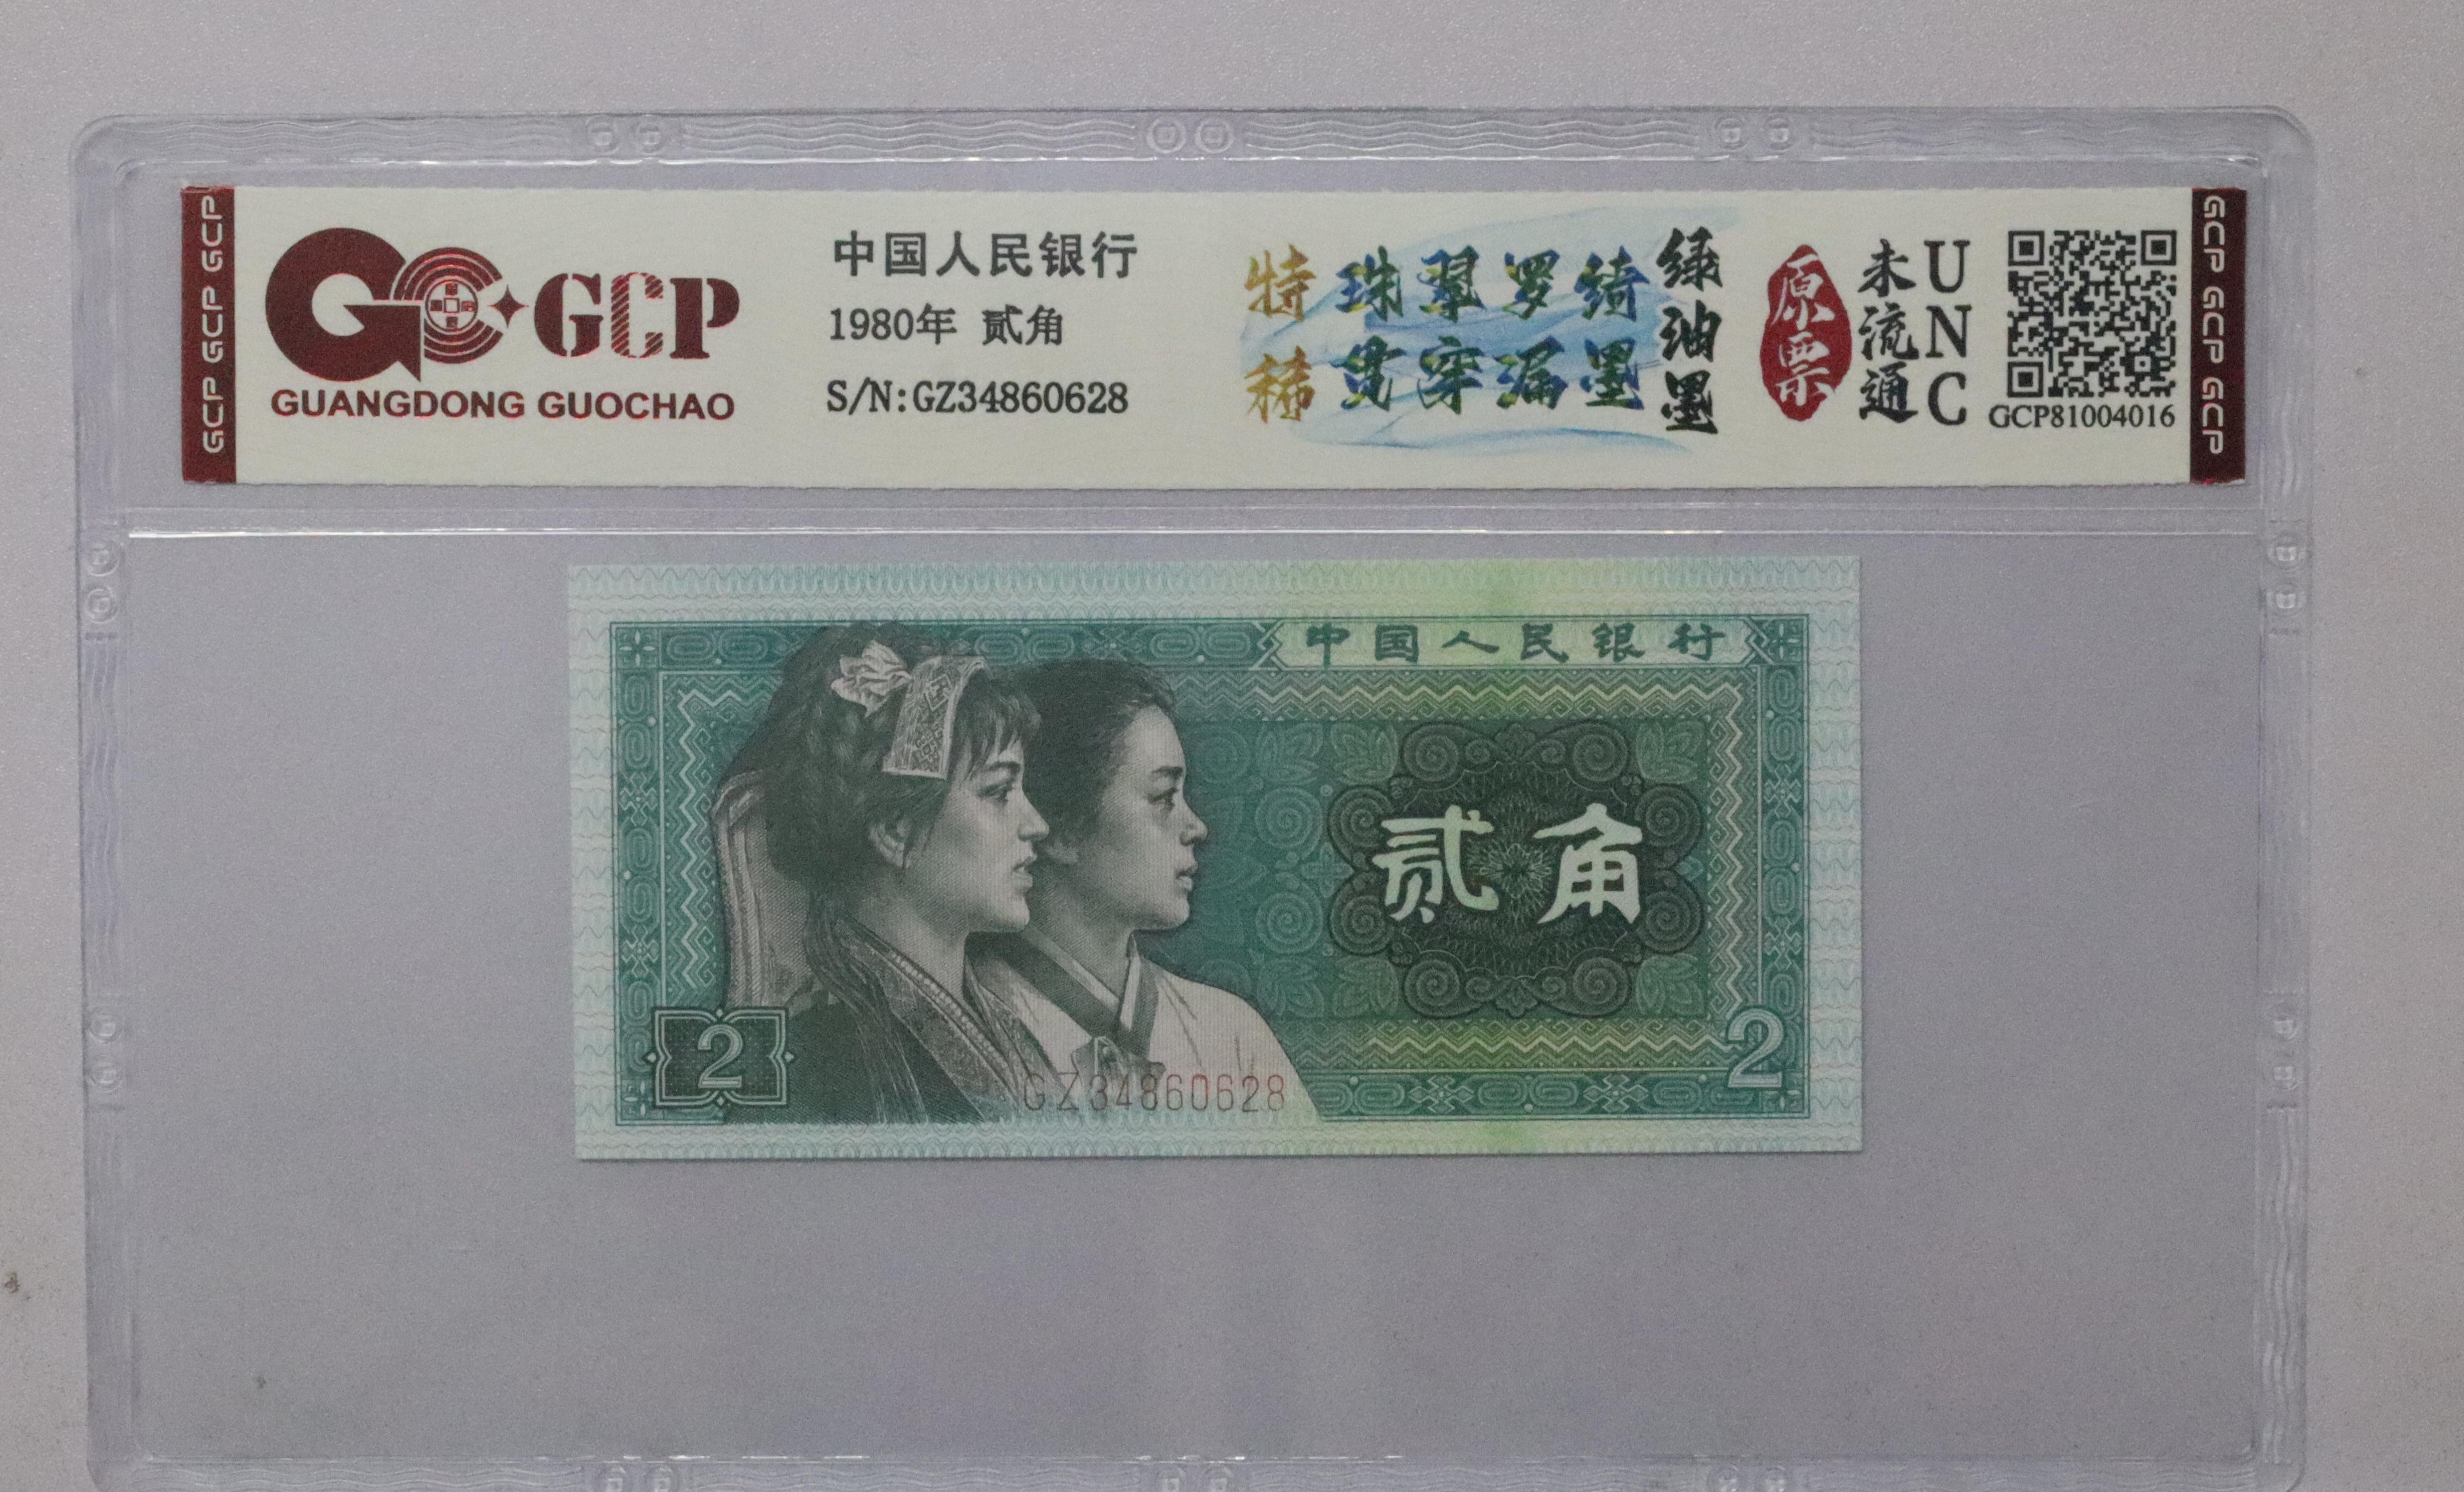 GCP GCP GCP
GCP
GUANGDONG GUOCHAO
中国人民银行
1980年 贰角
S/N:GZ34860628
特稀
珠翠罗绮
贯穿漏墨
绿油墨
原票
未流通
UNC
GCP81004016
GCP GCP GCP
中国人民银行
贰角
2
2
GZ34860628